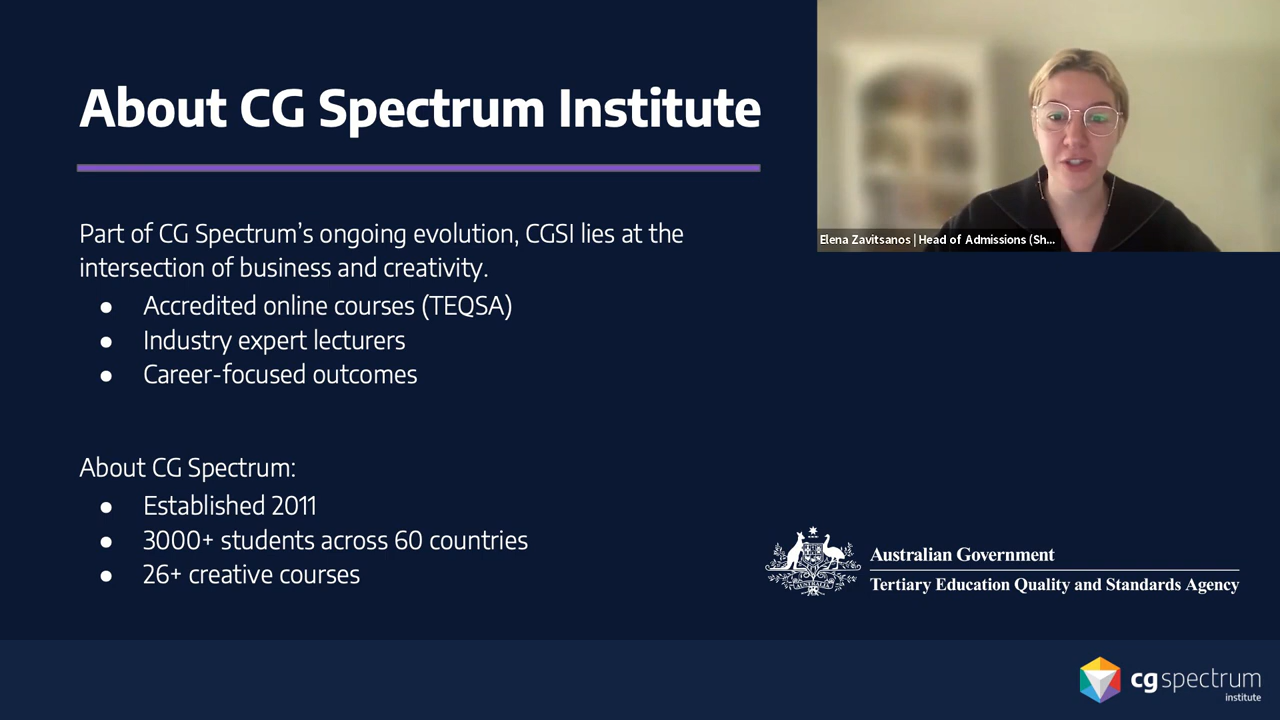 About CG Spectrum Institute
Part of CG Spectrum’s ongoing evolution, CGSI lies at the
intersection of business and creativity.
● Accredited online courses (TEQSA)
● Industry expert lecturers
● Career-focused outcomes
About CG Spectrum:
● Established 2011
● 3000+ students across 60 countries
● 26+ creative courses
Elena Zavitsanos | Head of Admissions (Sh...
AUSTRALIA
Australian Government
Tertiary Education Quality and Standards Agency
cg spectrum
institute